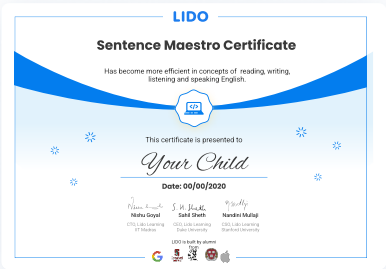 LIDO
Sentence Maestro Certificate
Has become more efficient in concepts of reading, writing,
listening and speaking English.
This certificate is presented to
Your Child
Date: 00/00/2020
Nishu Goyal
Sahil Sheth
Nandini Mullaji
CTO, Lido Learning
CEO, Lido Learning
Lido Learning
IIT Madras
Duke University
Stanford University
LIDO is built by alumni
from